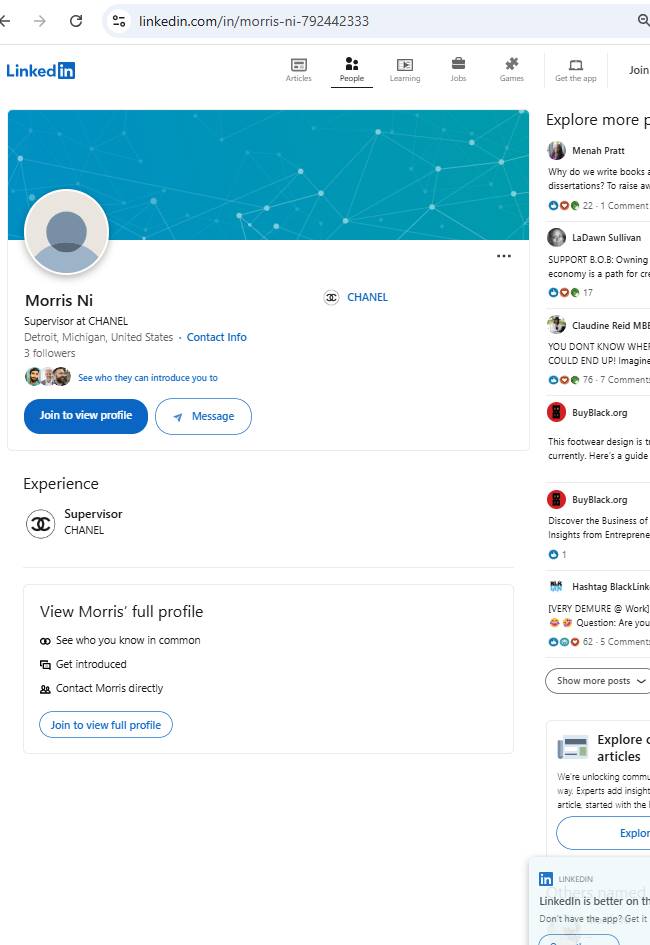 linkedin.com/in/morris-ni-792442333
Linked in
Articles
People
Learning
Jobs
Games
Get the app
Join
Morris Ni
CHANEL
Supervisor at CHANEL
Detroit, Michigan, United States · Contact Info
3 followers
See who they can introduce you to
Join to view profile
Message
Experience
Supervisor
CHANEL
View Morris' full profile
See who you know in common
Get introduced
Contact Morris directly
Join to view full profile
Explore more p
Menah Pratt
Why do we write books a
dissertations? To raise aw
22 · 1 Comment
LaDawn Sullivan
SUPPORT B.O.B: Owning
economy is a path for cre
17
Claudine Reid MBE
YOU DONT KNOW WHER
COULD END UP! Imagine
76 · 7 Comments
BuyBlack.org
This footwear design is tr
currently. Here's a guide
BuyBlack.org
Discover the Business of
Insights from Entreprene
1
Hashtag BlackLink
[VERY DEMURE @ Work]
😂 🤣 Question: Are you
62 · 5 Comments
Show more posts
Explore c
articles
We're unlocking commu
way. Experts add insight
article, started with the
Explor
LINKEDIN
Others named
LinkedIn is better on th
Don't have the app? Get it